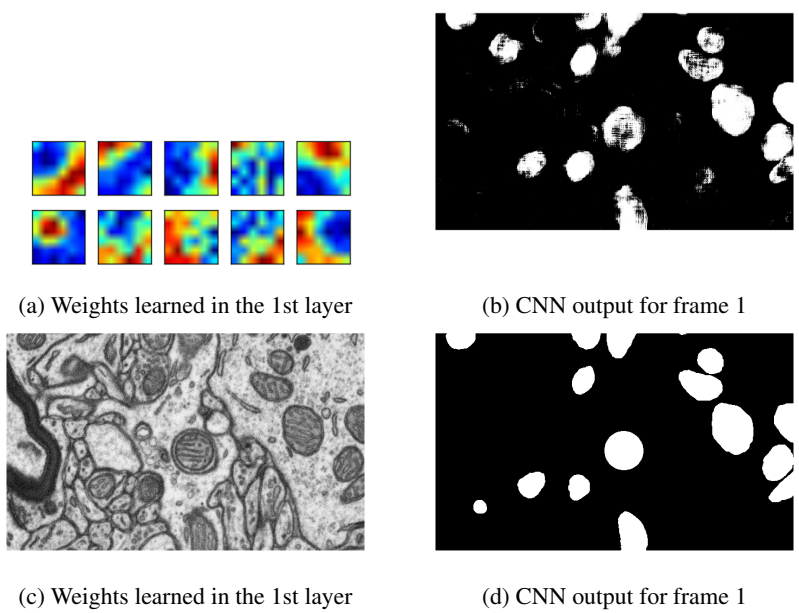 (a) Weights learned in the 1st layer
(b) CNN output for frame 1
(c) Weights learned in the 1st layer
(d) CNN output for frame 1